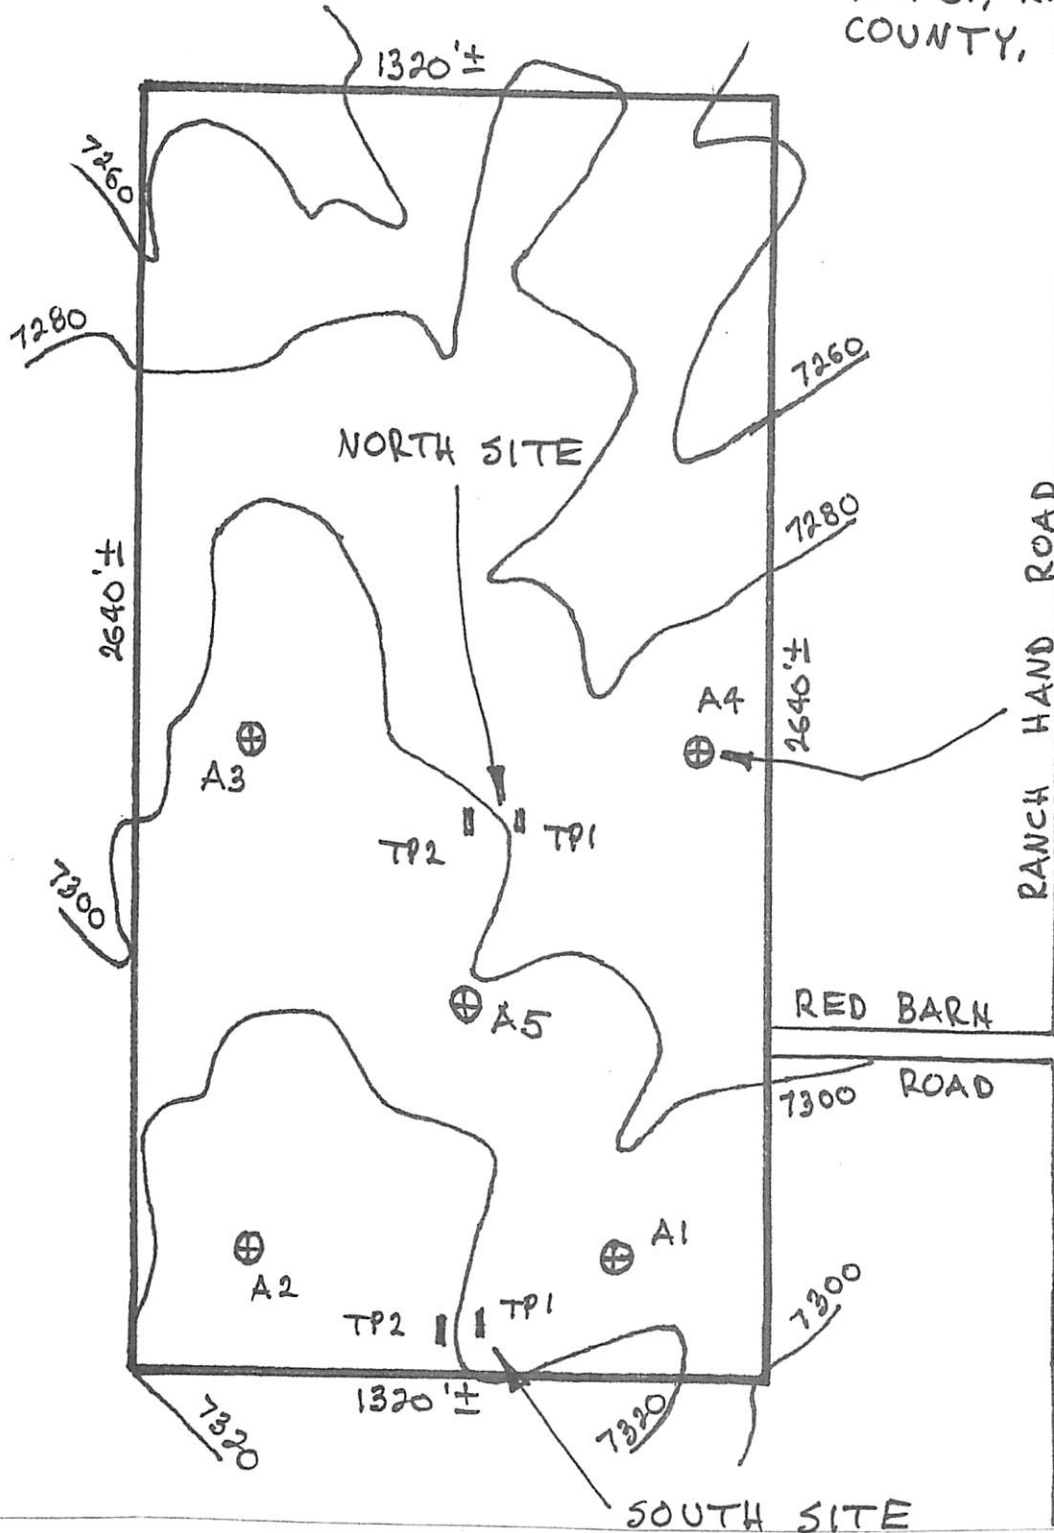 COUNTY,
1320'±
7260
7280
7260
NORTH SITE
7280
2640'±
RANCH HAND ROAD
A4
2640'±
A3
TP2
TP1
7300
A5
RED BARN
ROAD
7300
A1
A2
TP2
TP1
7300
1320'±
7320
7320
SOUTH SITE